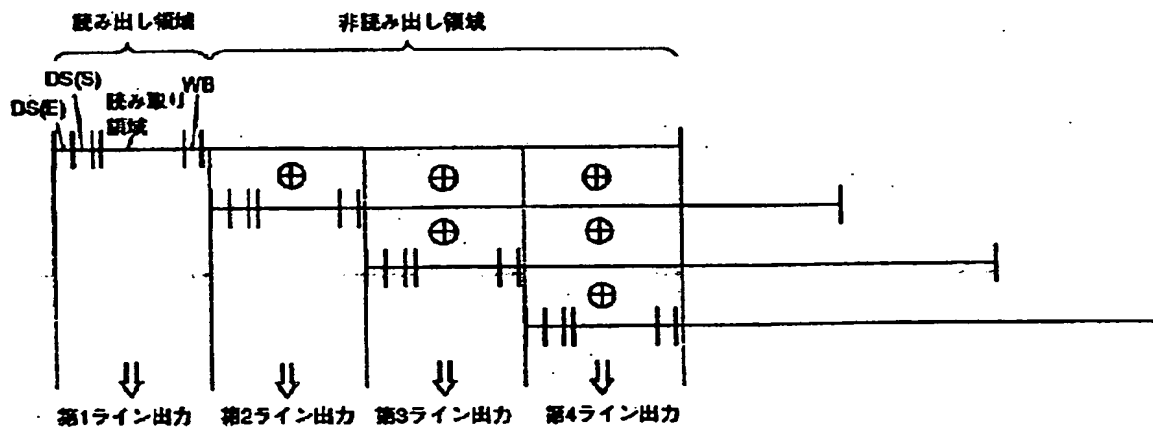 読み出し領域 非読み出し領域
DS(S) WB
DS(E) 読み取り
領域
第1ライン出力 第2ライン出力 第3ライン出力 第4ライン出力